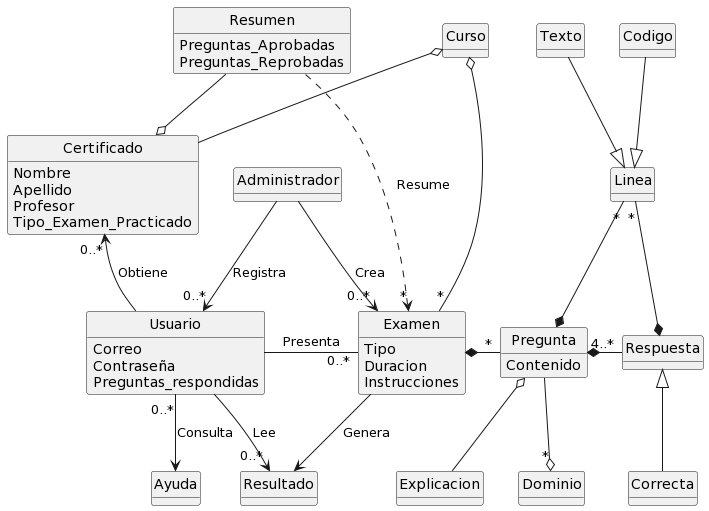 Resumen
Preguntas_Aprobadas
Preguntas_Reprobadas
Curso
Texto
Codigo
Certificado
Nombre
Apellido
Profesor
Tipo_Examen_Practicado
Administrador
Resume
Linea
* *
0..*
Obtiene
Registra
Crea
0..*
0..*
*
*
Usuario
Correo
Contraseña
Preguntas_respondidas
Presenta
0..*
Examen
Tipo
Duracion
Instrucciones
*
Pregunta
Contenido
4..*
Respuesta
0..*
Consulta
Lee
0..*
Genera
*
Ayuda
Resultado
Explicacion
Dominio
Correcta